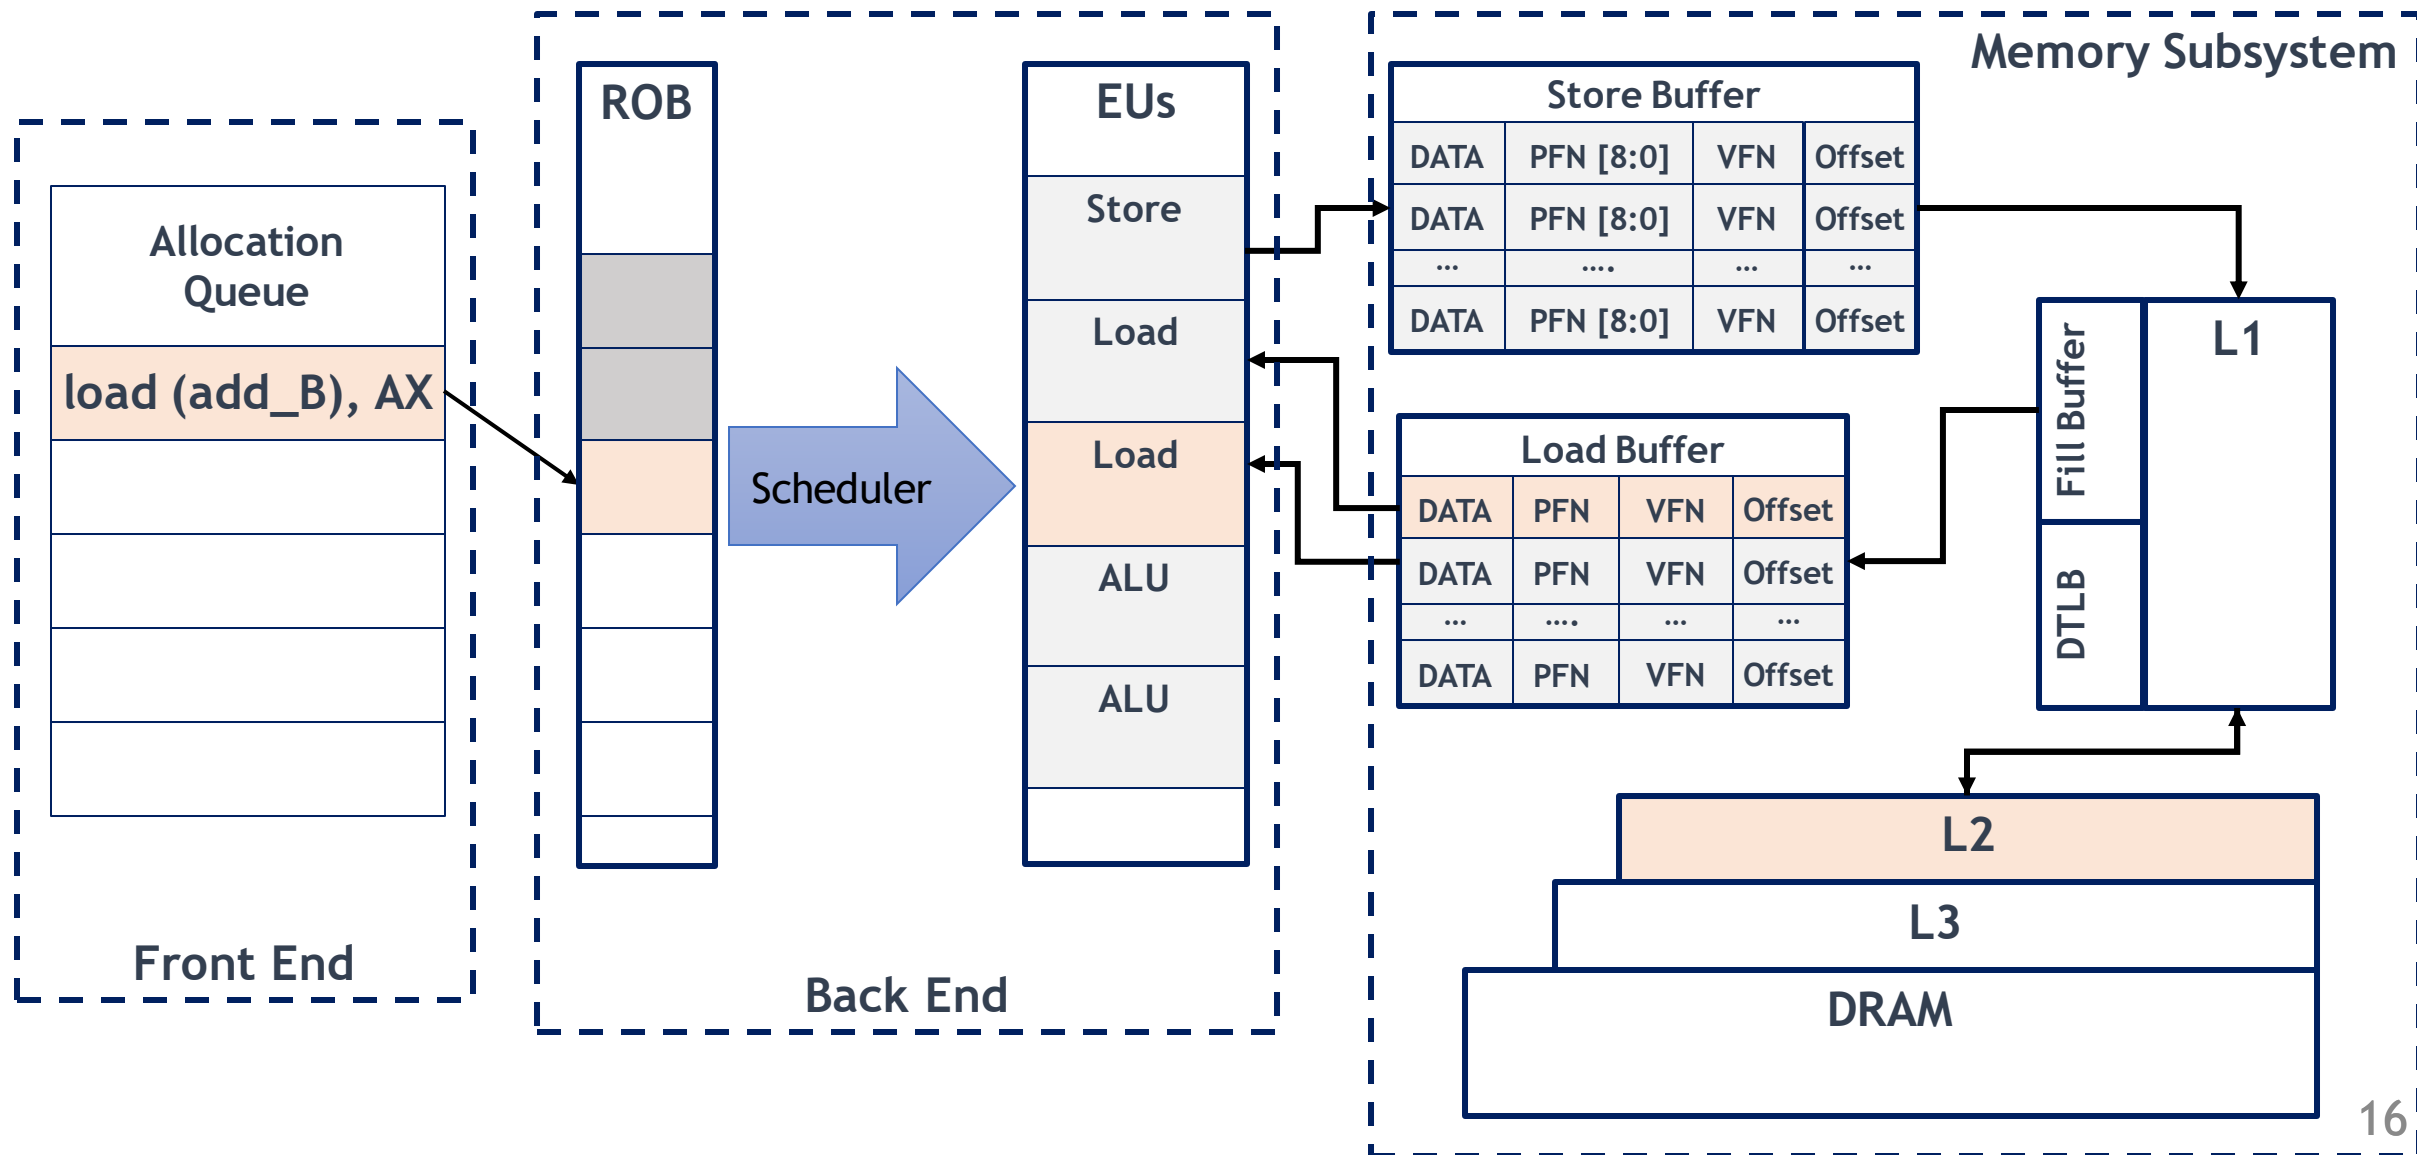 Memory Subsystem
Allocation
Queue
load (add_B), AX
Front End
ROB
Scheduler
EUs
Store
Load
Load
ALU
ALU
Back End
Store Buffer
DATA PFN [8:0] VFN Offset
DATA PFN [8:0] VFN Offset
... .... ... ...
DATA PFN [8:0] VFN Offset
Load Buffer
DATA PFN VFN Offset
DATA PFN VFN Offset
... .... ... ...
DATA PFN VFN Offset
Fill Buffer
DTLB
L1
L2
L3
DRAM
16